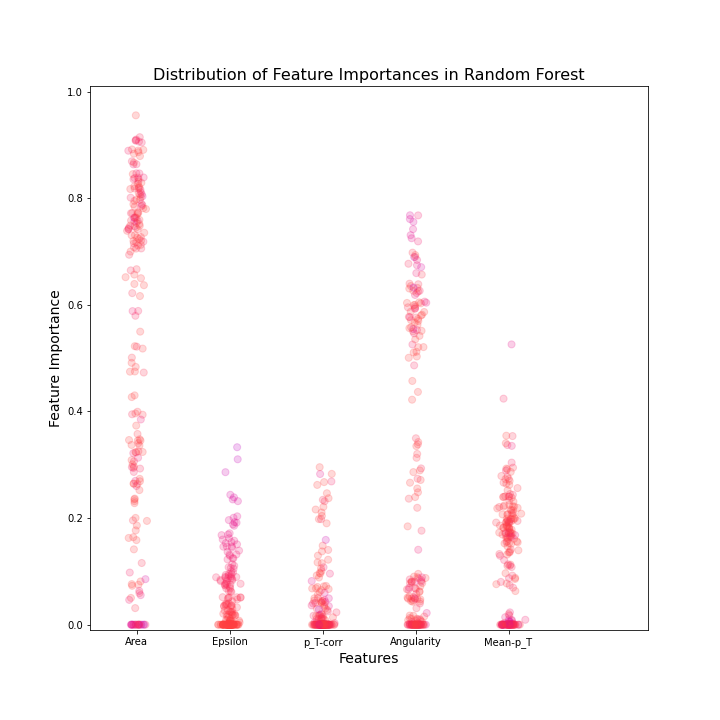 Distribution of Feature Importances in Random Forest
1.0
0.8
0.6
0.4
0.2
0.0
Feature Importance
Area Epsilon p_T-corr Angularity Mean-p_T
Features